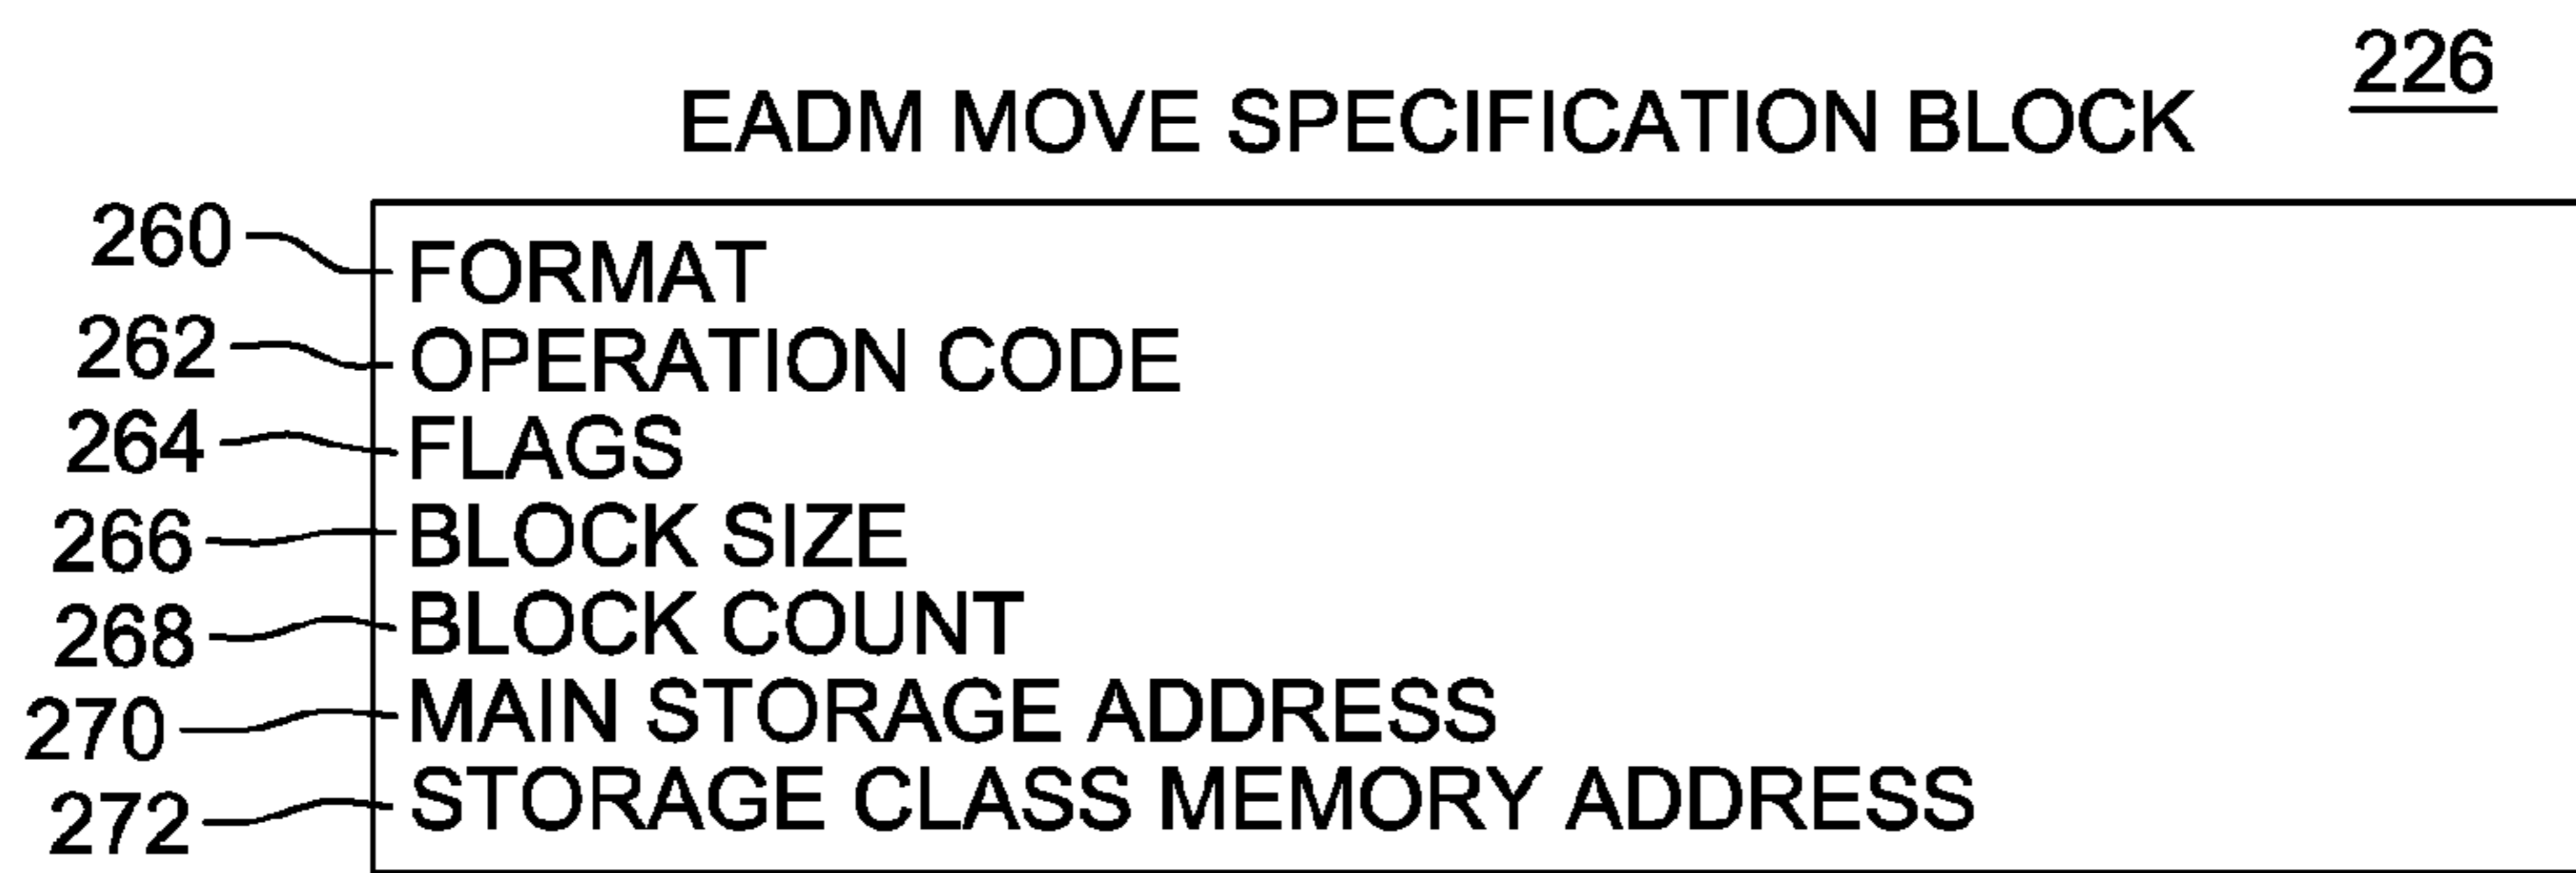 226
EADM MOVE SPECIFICATION BLOCK
260 FORMAT
262 OPERATION CODE
264 FLAGS
266 BLOCK SIZE
268 BLOCK COUNT
270 MAIN STORAGE ADDRESS
272 STORAGE CLASS MEMORY ADDRESS